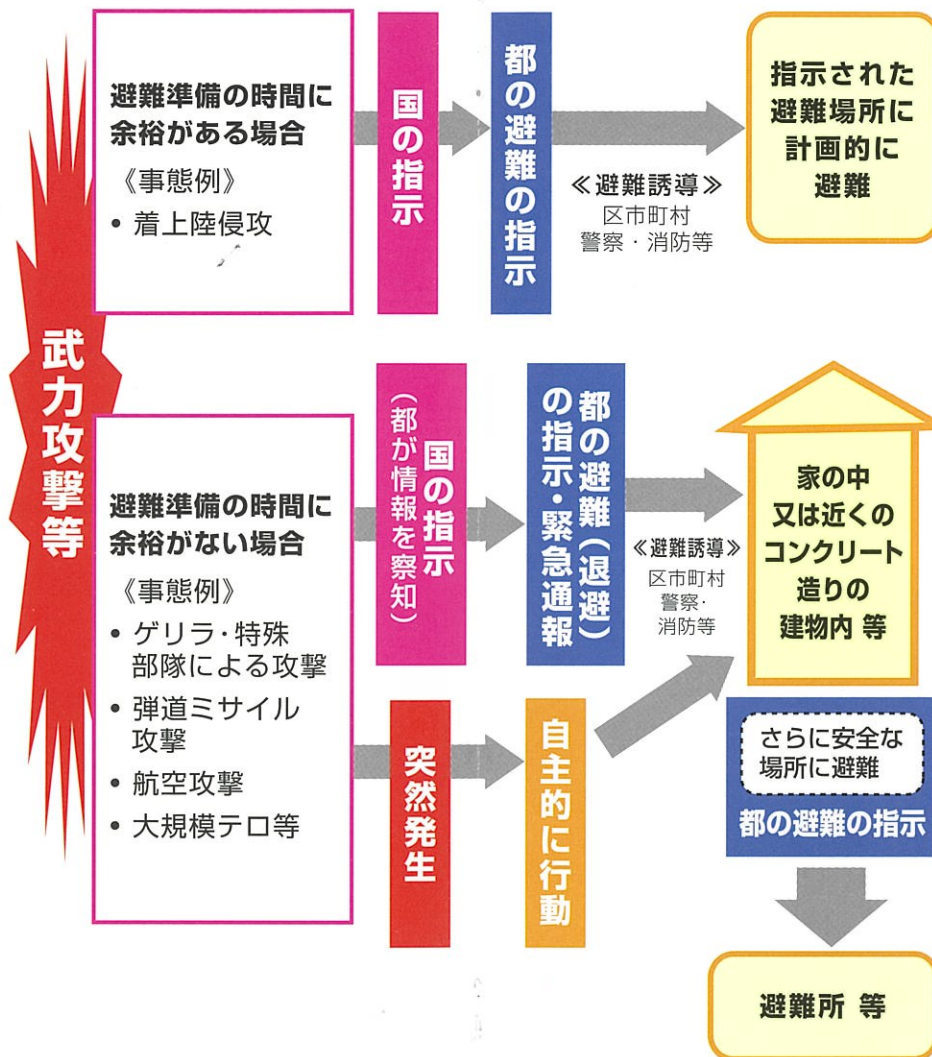 武力攻撃等
避難準備の時間に
余裕がある場合
《事態例》
• 着上陸侵攻
国の指示
都の避難の指示
≪避難誘導≫
区市町村
警察・消防等
指示された
避難場所に
計画的に
避難
避難準備の時間に
余裕がない場合
《事態例》
• ゲリラ・特殊
部隊による攻撃
• 弾道ミサイル
攻撃
• 航空攻撃
• 大規模テロ等
国の指示
(都が情報を察知)
都の避難(退避)
の指示・緊急通報
≪避難誘導≫
区市町村
警察・
消防等
家の中
又は近くの
コンクリート
造りの
建物内 等
突然発生
自主的に行動
さらに安全な
場所に避難
都の避難の指示
避難所 等